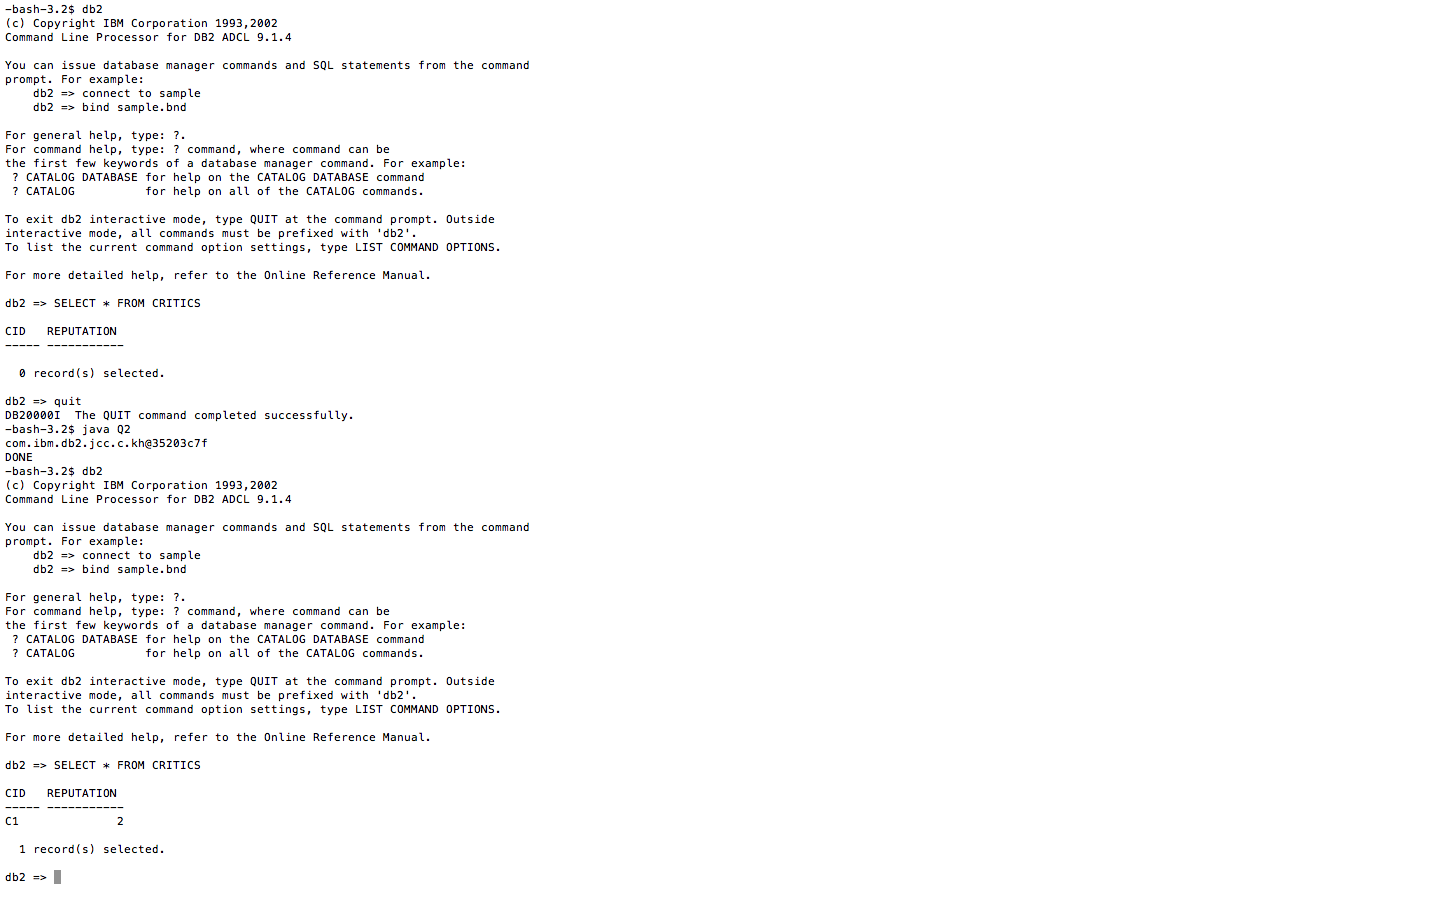 -bash-3.2$ db2
(c) Copyright IBM Corporation 1993,2002
Command Line Processor for DB2 ADCL 9.1.4
You can issue database manager commands and SQL statements from the command
prompt. For example:
    db2 => connect to sample
    db2 => bind sample.bnd
For general help, type: ?.
For command help, type: ? command, where command can be
the first few keywords of a database manager command. For example:
 ? CATALOG DATABASE for help on the CATALOG DATABASE command
 ? CATALOG          for help on all of the CATALOG commands.
To exit db2 interactive mode, type QUIT at the command prompt. Outside
interactive mode, all commands must be prefixed with 'db2'.
To list the current command option settings, type LIST COMMAND OPTIONS.
For more detailed help, refer to the Online Reference Manual.
db2 => SELECT * FROM CRITICS
CID   REPUTATION
----- -----------
  0 record(s) selected.
db2 => quit
DB20000I  The QUIT command completed successfully.
-bash-3.2$ java Q2
com.ibm.db2.jcc.c.kh@35203c7f
DONE
-bash-3.2$ db2
(c) Copyright IBM Corporation 1993,2002
Command Line Processor for DB2 ADCL 9.1.4
You can issue database manager commands and SQL statements from the command
prompt. For example:
    db2 => connect to sample
    db2 => bind sample.bnd
For general help, type: ?.
For command help, type: ? command, where command can be
the first few keywords of a database manager command. For example:
 ? CATALOG DATABASE for help on the CATALOG DATABASE command
 ? CATALOG          for help on all of the CATALOG commands.
To exit db2 interactive mode, type QUIT at the command prompt. Outside
interactive mode, all commands must be prefixed with 'db2'.
To list the current command option settings, type LIST COMMAND OPTIONS.
For more detailed help, refer to the Online Reference Manual.
db2 => SELECT * FROM CRITICS
CID   REPUTATION
----- -----------
C1              2
  1 record(s) selected.
db2 =>